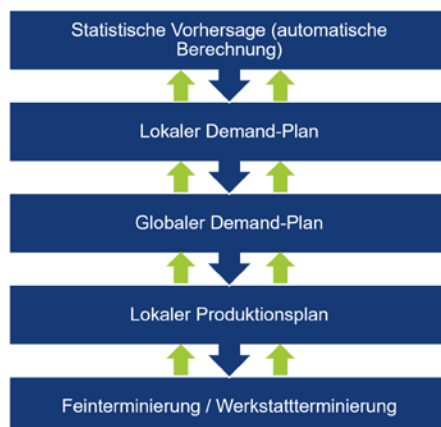 Statistische Vorhersage (automatische
Berechnung)
Lokaler Demand-Plan
Globaler Demand-Plan
Lokaler Produktionsplan
Feinterminierung / Werkstattterminierung